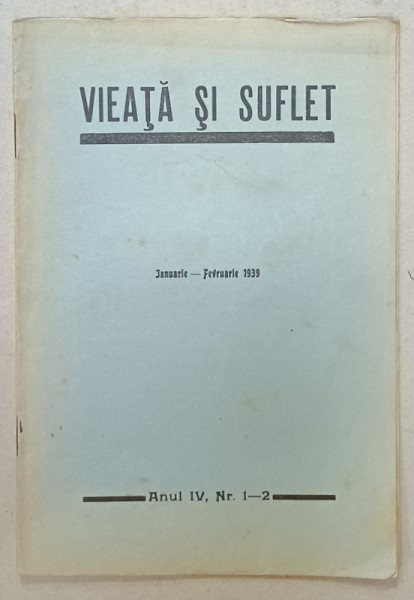 VIEAŢĂ ŞI SUFLET
Ianuarie — Fevruarie 1939
Anul IV, Nr. 1—2